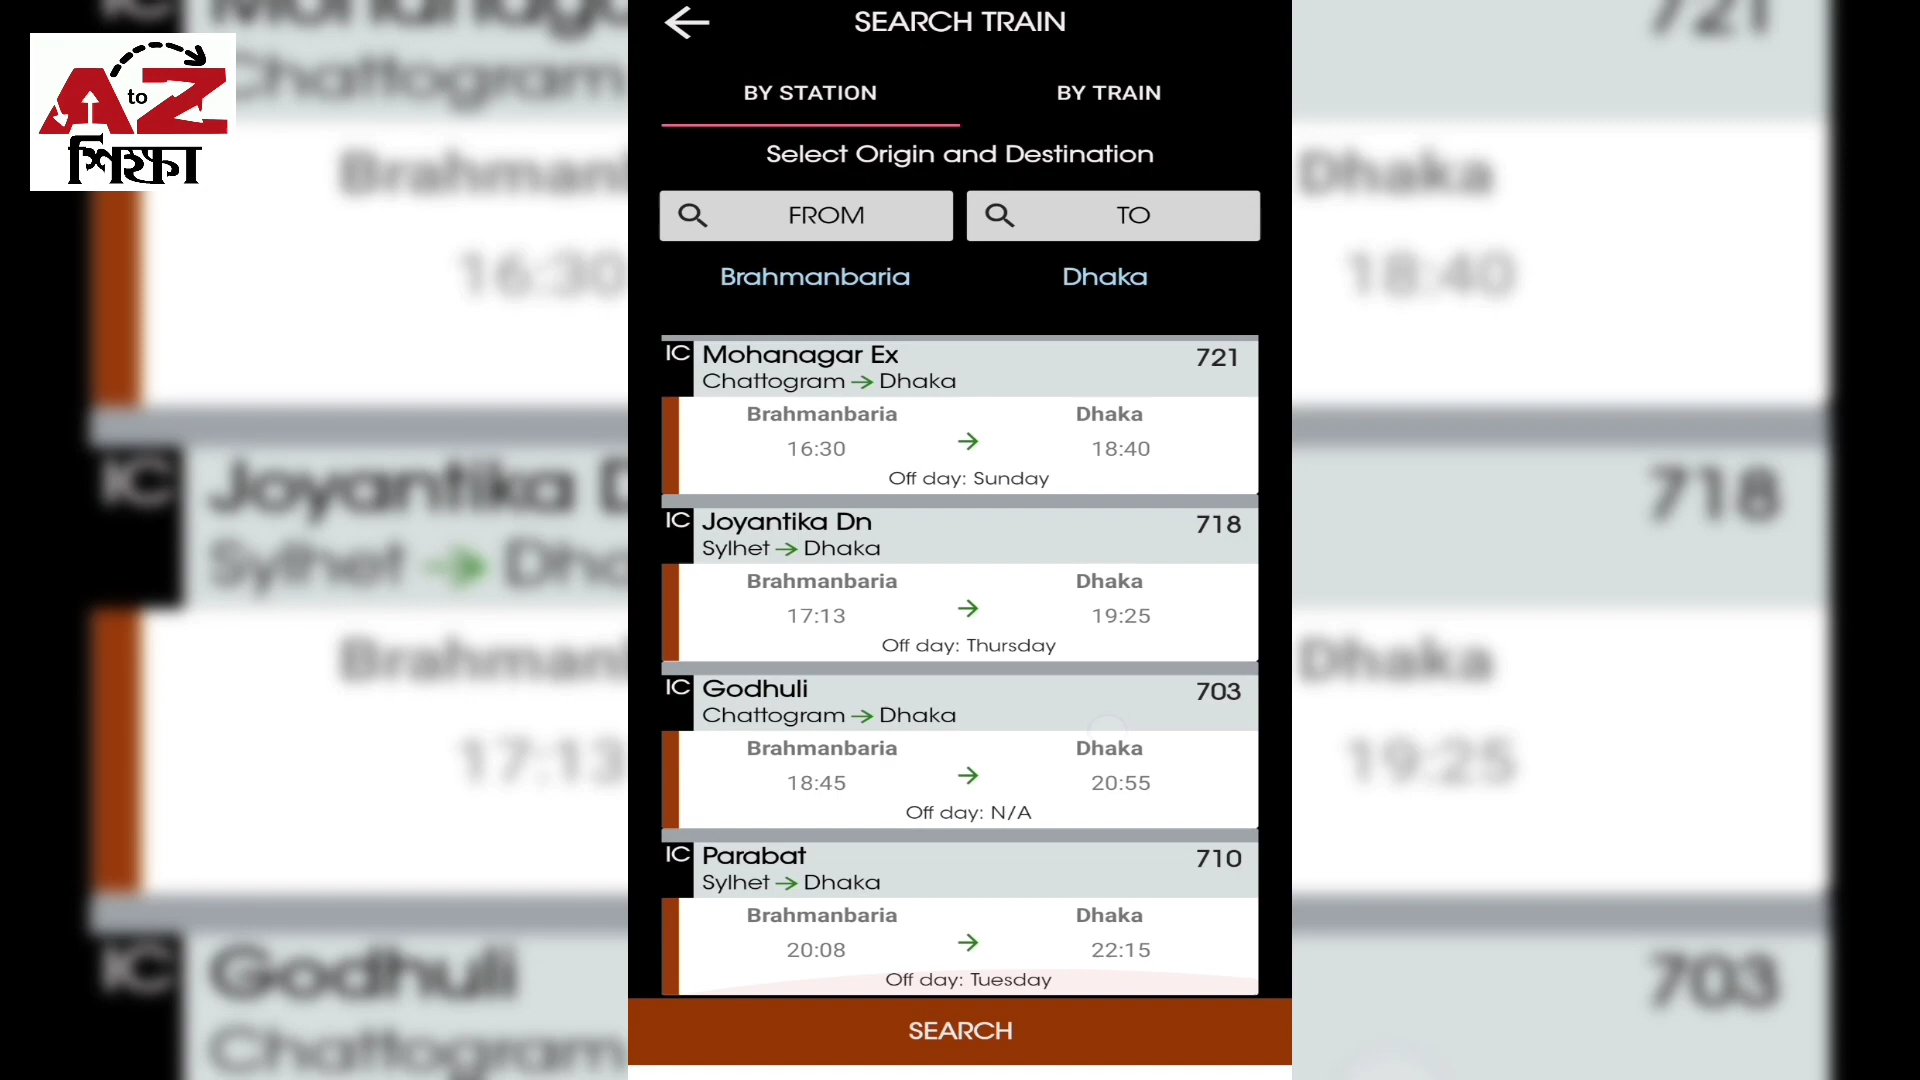 A to Z
শিক্ষা
SEARCH TRAIN
BY STATION
BY TRAIN
Select Origin and Destination
FROM
TO
Brahmanbaria
Dhaka
IC Mohanagar Ex 721
Chattogram → Dhaka
Brahmanbaria Dhaka
16:30 → 18:40
Off day: Sunday
IC Joyantika Dn 718
Sylhet → Dhaka
Brahmanbaria Dhaka
17:13 → 19:25
Off day: Thursday
IC Godhuli 703
Chattogram → Dhaka
Brahmanbaria Dhaka
18:45 → 20:55
Off day: N/A
IC Parabat 710
Sylhet → Dhaka
Brahmanbaria Dhaka
20:08 → 22:15
Off day: Tuesday
SEARCH